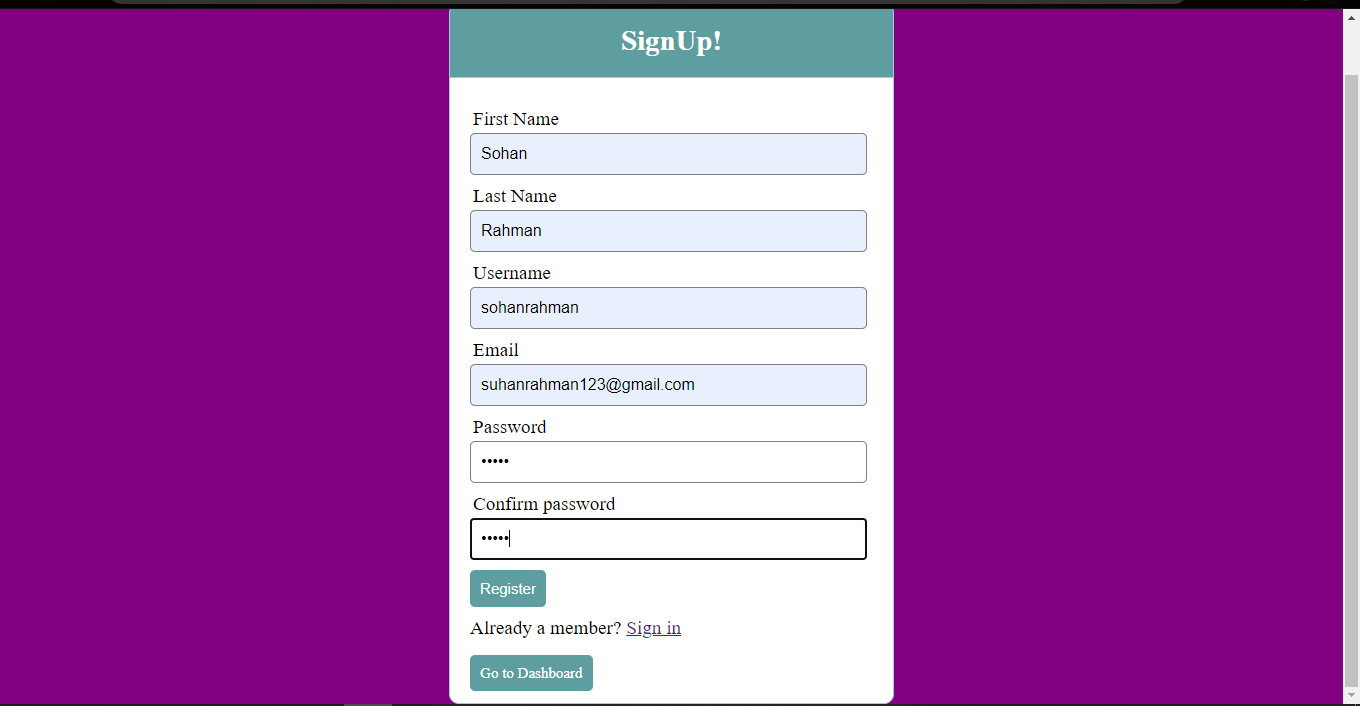 SignUp!
First Name
Sohan
Last Name
Rahman
Username
sohanrahman
Email
suhanrahman123@gmail.com
Password
•••••
Confirm password
•••••
Register
Already a member? Sign in
Go to Dashboard